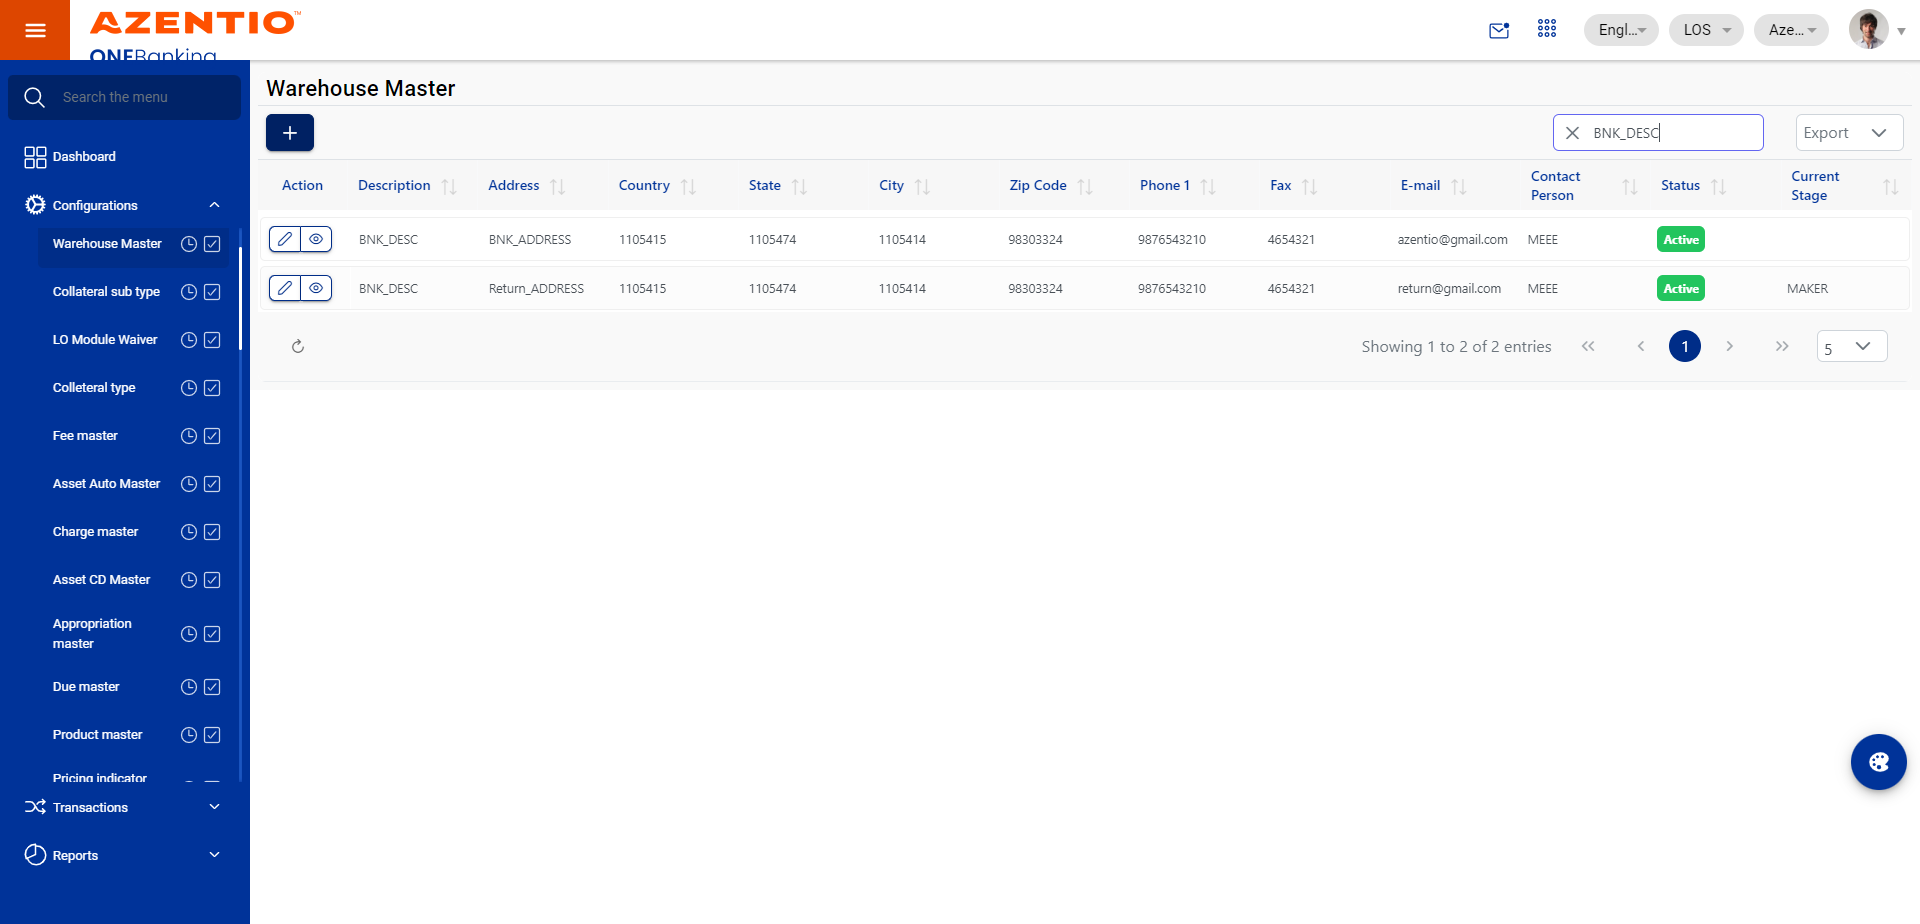 AZENTIO™
ONEBanking
Engl...
LOS
Aze...
Search the menu
Dashboard
Configurations
Warehouse Master
Collateral sub type
LO Module Waiver
Colleteral type
Fee master
Asset Auto Master
Charge master
Asset CD Master
Appropriation
master
Due master
Product master
Pricing indicator
Transactions
Reports
Warehouse Master
BNK_DESC
Export
Action Description Address Country State City Zip Code Phone 1 Fax E-mail Contact Person Status Current Stage
BNK_DESC BNK_ADDRESS 1105415 1105474 1105414 98303324 9876543210 4654321 azentio@gmail.com MEEE Active
BNK_DESC Return_ADDRESS 1105415 1105474 1105414 98303324 9876543210 4654321 return@gmail.com MEEE Active MAKER
Showing 1 to 2 of 2 entries
1
5